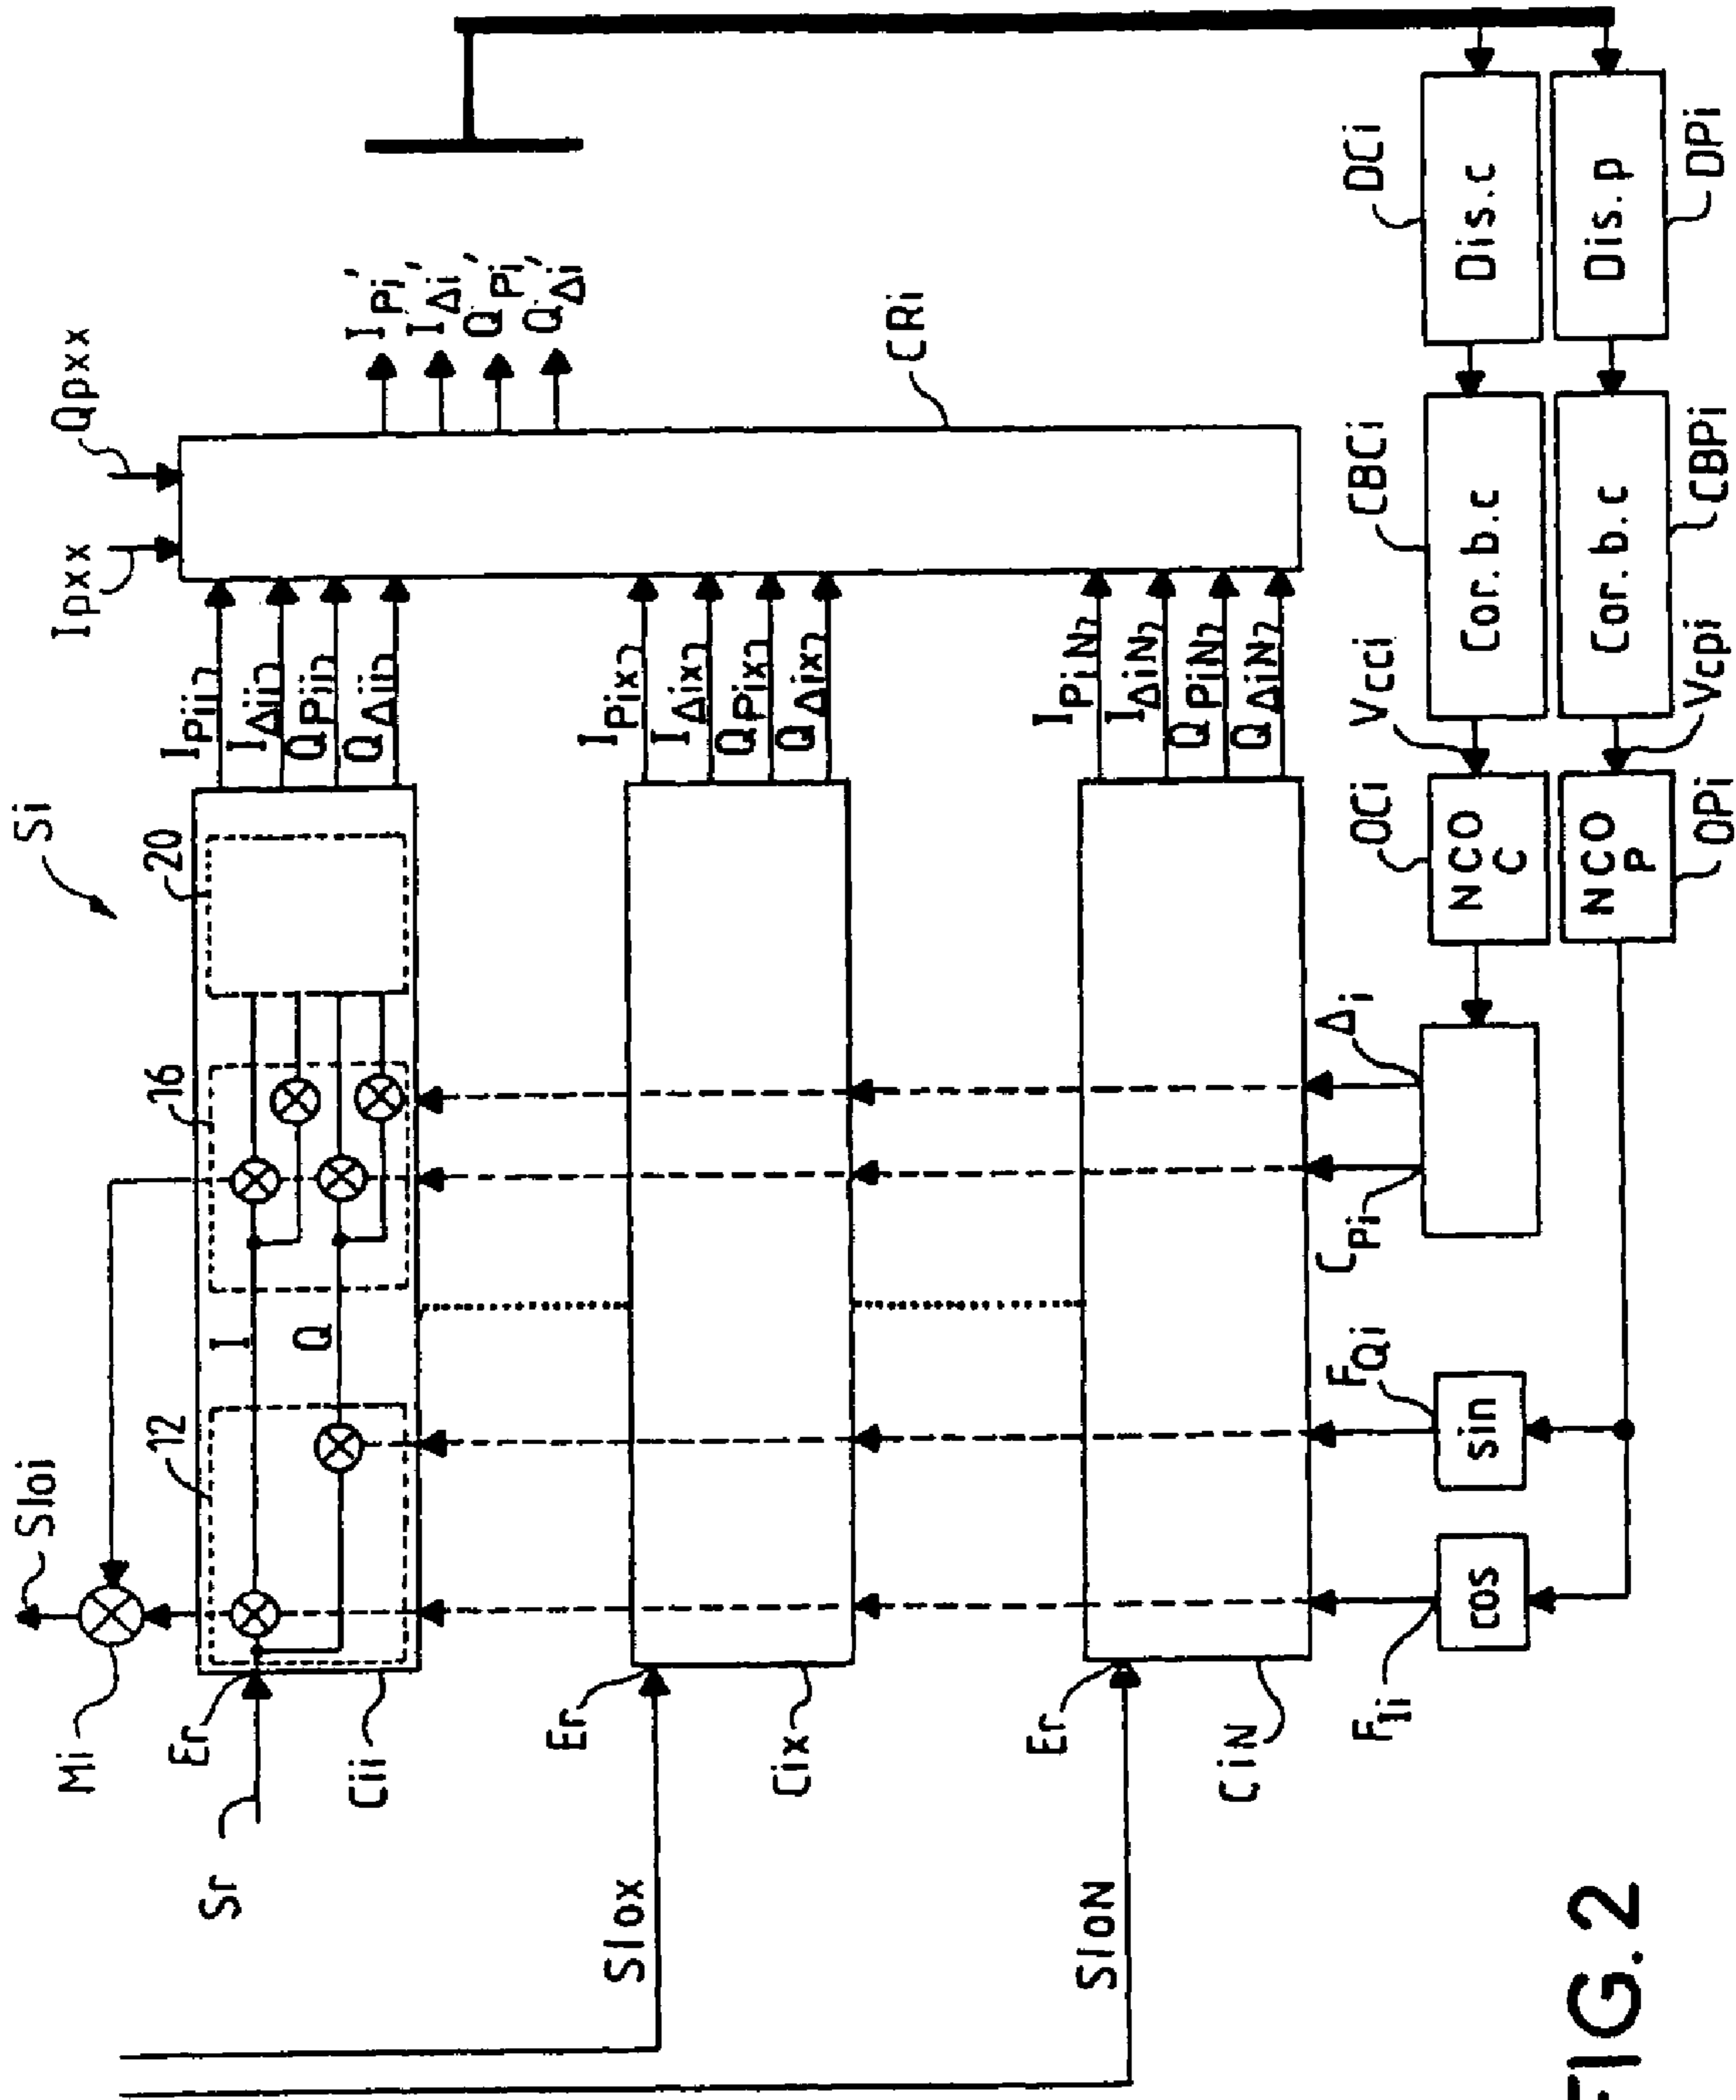 Si
Sloi
Qpxx
Ipxx
Mi
12
16
20
Er
Sr
Cii
I
Q
IPii
IΔii
QPii
QΔii
IPi'
IΔi'
QPi'
QΔi'
Slox
Er
Cix
IPix
IΔix
QPix
QΔix
CRi
SloN
Er
CiN
IPiN
IΔiN
QPiN
QΔiN
FIi
FQi
CPi
Δi
OCi
Vcci
CBCi
DCi
cos
sin
NCO C
Cor.b.c
Dis.c
NCO P
Cor.b.c
Dis.p
OPi
Vcpi
CBPi
DPi
FIG.2